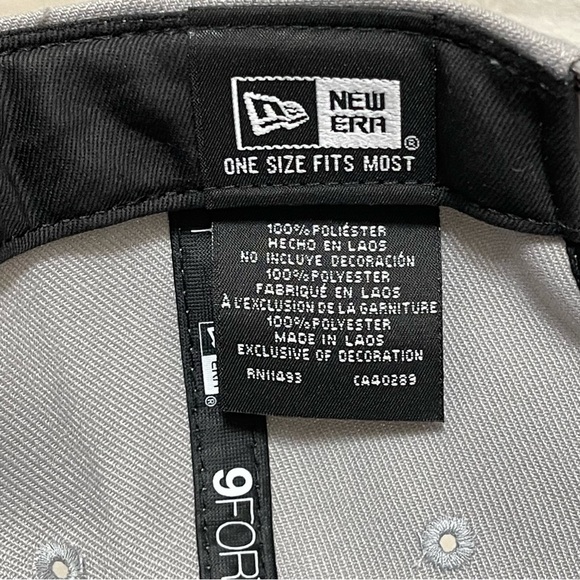 NEW
ERA®
ONE SIZE FITS MOST
100% POLIÉSTER
HECHO EN LAOS
NO INCLUYE DECORACIÓN
100% POLYESTER
FABRIQUÉ EN LAOS
À L'EXCLUSION DE LA GARNITURE
100% POLYESTER
MADE IN LAOS
EXCLUSIVE OF DECORATION
RN11493 CA40289
ERA®
9FOR